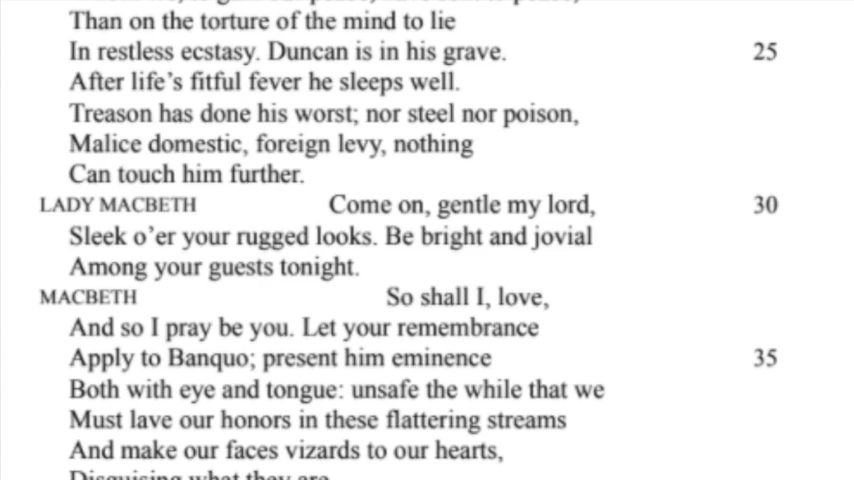 Than on the torture of the mind to lie
In restless ecstasy. Duncan is in his grave. 25
After life's fitful fever he sleeps well.
Treason has done his worst; nor steel nor poison,
Malice domestic, foreign levy, nothing
Can touch him further.
LADY MACBETH Come on, gentle my lord, 30
Sleek o'er your rugged looks. Be bright and jovial
Among your guests tonight.
MACBETH So shall I, love,
And so I pray be you. Let your remembrance
Apply to Banquo; present him eminence 35
Both with eye and tongue: unsafe the while that we
Must lave our honors in these flattering streams
And make our faces vizards to our hearts,
Disguising what they are